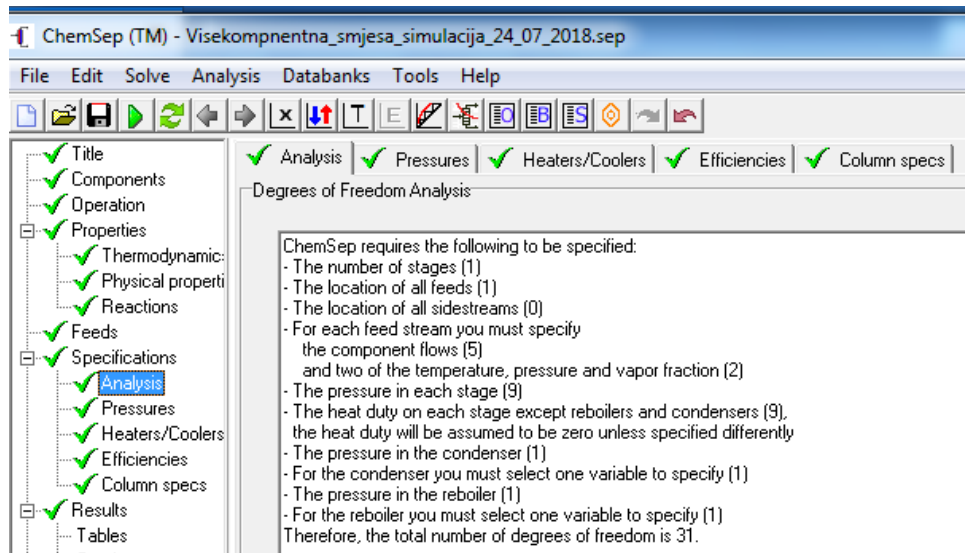 ChemSep (TM) - Visekompnentna_smjesa_simulacija_24_07_2018.sep
File Edit Solve Analysis Databanks Tools Help
Title
Components
Operation
Properties
Thermodynamic:
Physical properti
Reactions
Feeds
Specifications
Analysis
Pressures
Heaters/Coolers
Efficiencies
Column specs
Results
Tables
Analysis Pressures Heaters/Coolers Efficiencies Column specs
Degrees of Freedom Analysis
ChemSep requires the following to be specified:
- The number of stages (1)
- The location of all feeds (1)
- The location of all sidestreams (0)
- For each feed stream you must specify
the component flows (5)
and two of the temperature, pressure and vapor fraction (2)
- The pressure in each stage (9)
- The heat duty on each stage except reboilers and condensers (9),
the heat duty will be assumed to be zero unless specified differently
- The pressure in the condenser (1)
- For the condenser you must select one variable to specify (1)
- The pressure in the reboiler (1)
- For the reboiler you must select one variable to specify (1)
Therefore, the total number of degrees of freedom is 31.